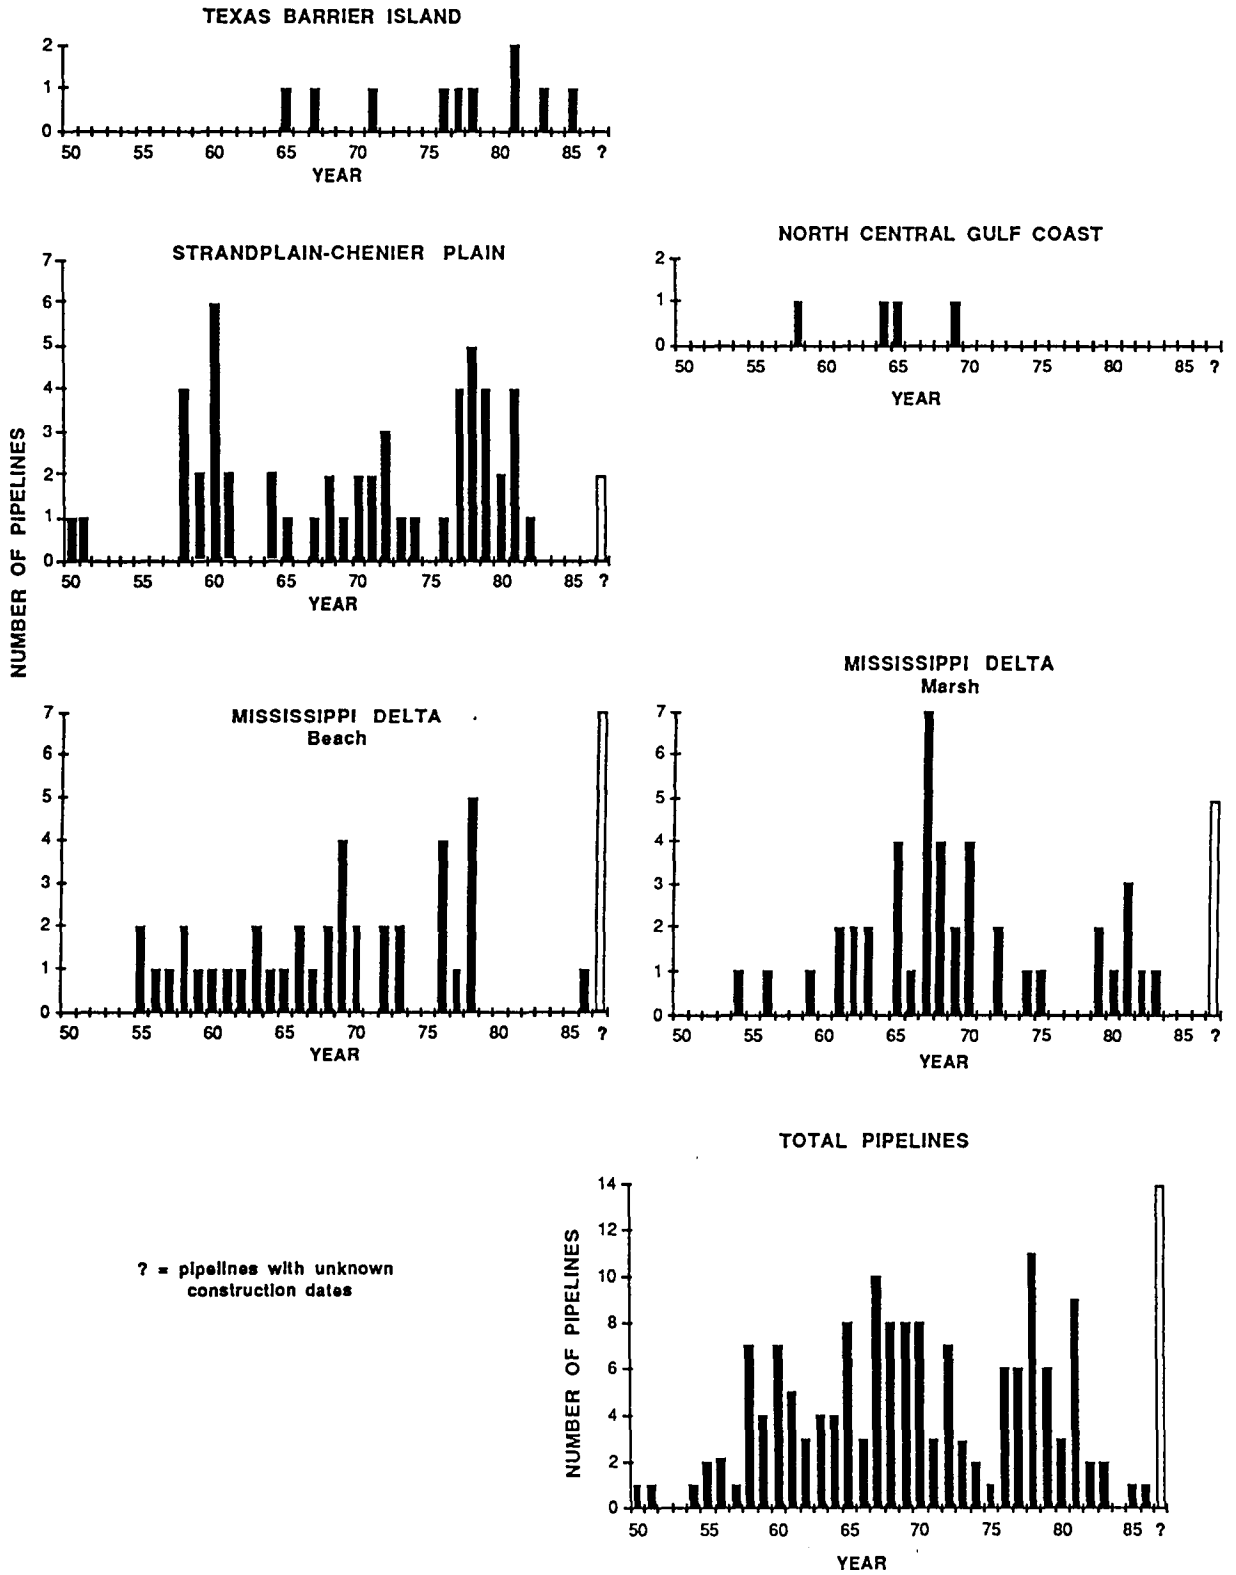 TEXAS BARRIER ISLAND
2
1
0
50 55 60 65 70 75 80 85 ?
YEAR
NORTH CENTRAL GULF COAST
2
1
0
50 55 60 65 70 75 80 85 ?
YEAR
NUMBER OF PIPELINES
STRANDPLAIN-CHENIER PLAIN
7
6
5
4
3
2
1
0
50 55 60 65 70 75 80 85 ?
YEAR
MISSISSIPPI DELTA
Beach
7
6
5
4
3
2
1
0
50 55 60 65 70 75 80 85 ?
YEAR
MISSISSIPPI DELTA
Marsh
7
6
5
4
3
2
1
0
50 55 60 65 70 75 80 85 ?
YEAR
? = pipelines with unknown
construction dates
TOTAL PIPELINES
NUMBER OF PIPELINES
14
12
10
8
6
4
2
0
50 55 60 65 70 75 80 85 ?
YEAR